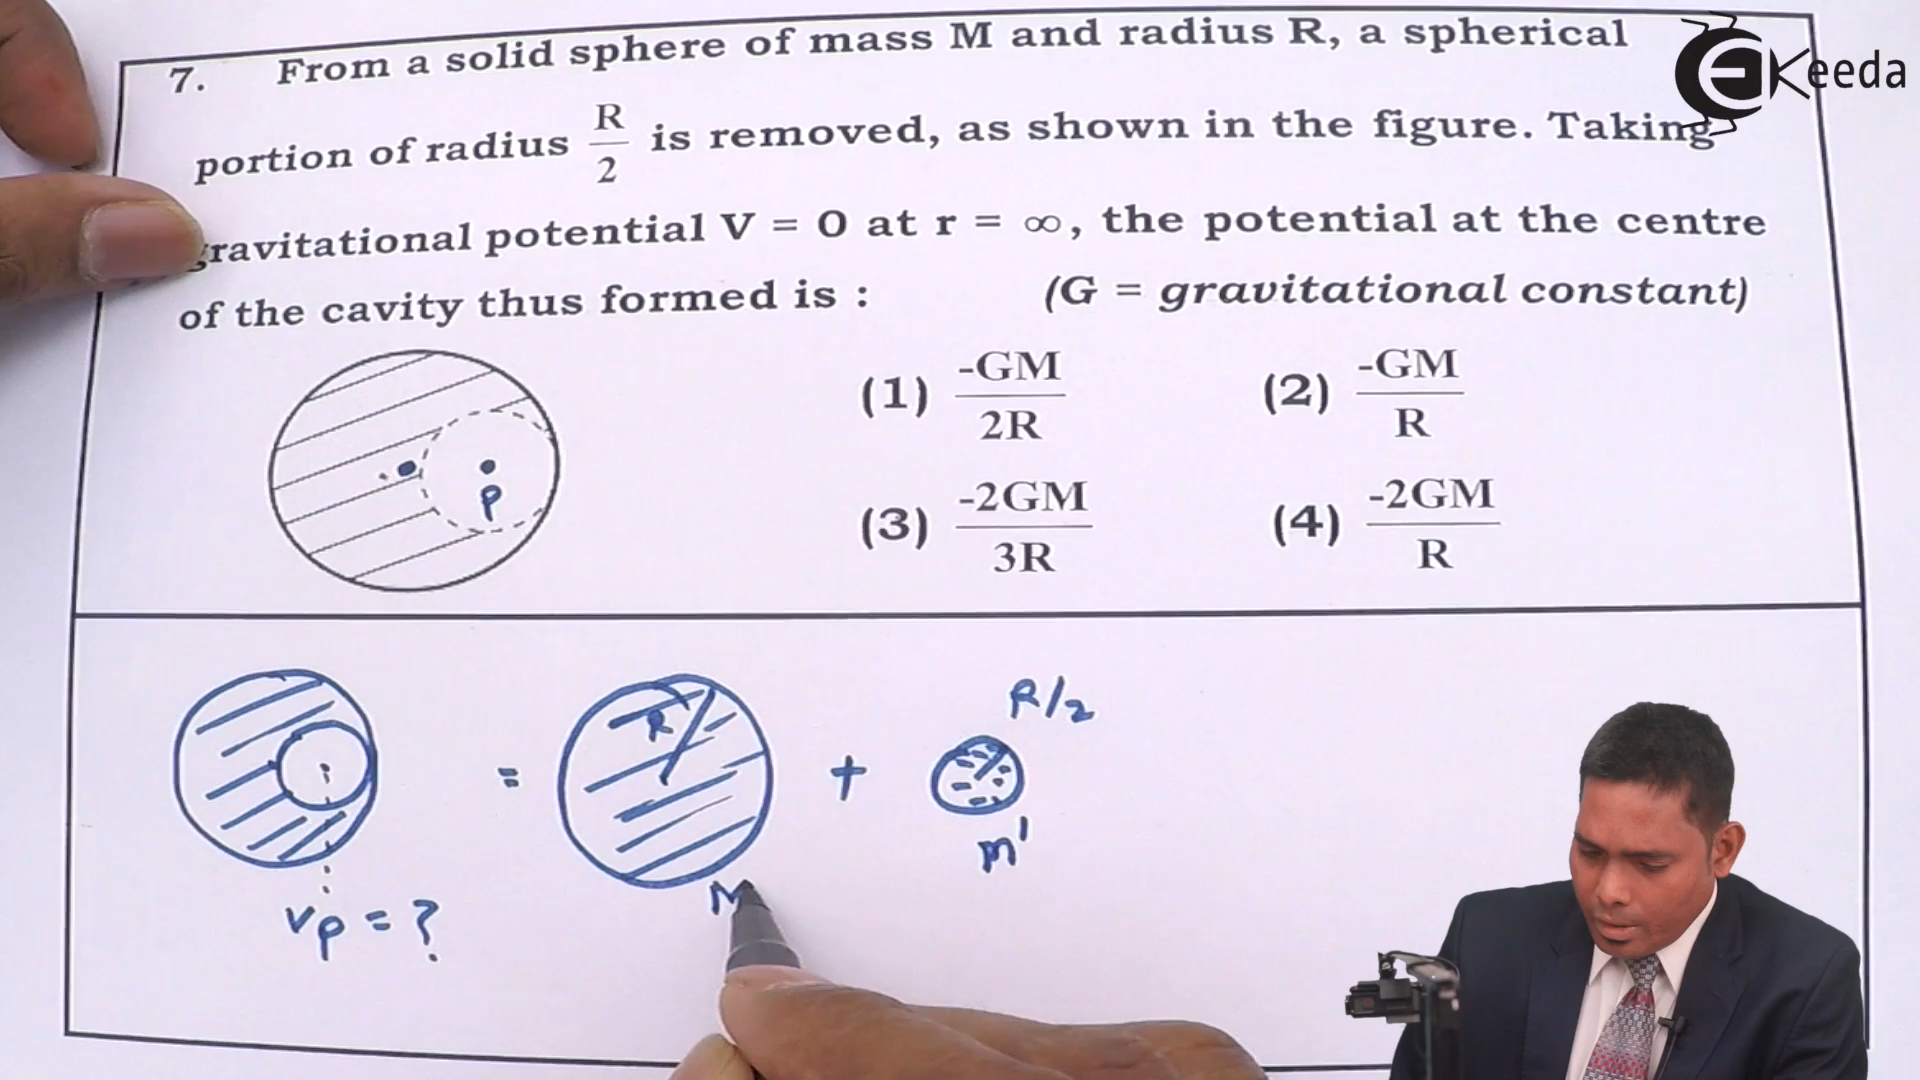 7. From a solid sphere of mass M and radius R, a spherical
portion of radius R/2 is removed, as shown in the figure. Taking
gravitational potential V = 0 at r = ∞, the potential at the centre
of the cavity thus formed is : (G = gravitational constant)
(1) -GM/2R (2) -GM/R
(3) -2GM/3R (4) -2GM/R
P
EKeeda
R
R/2
= +
M
m'
Vp = ?